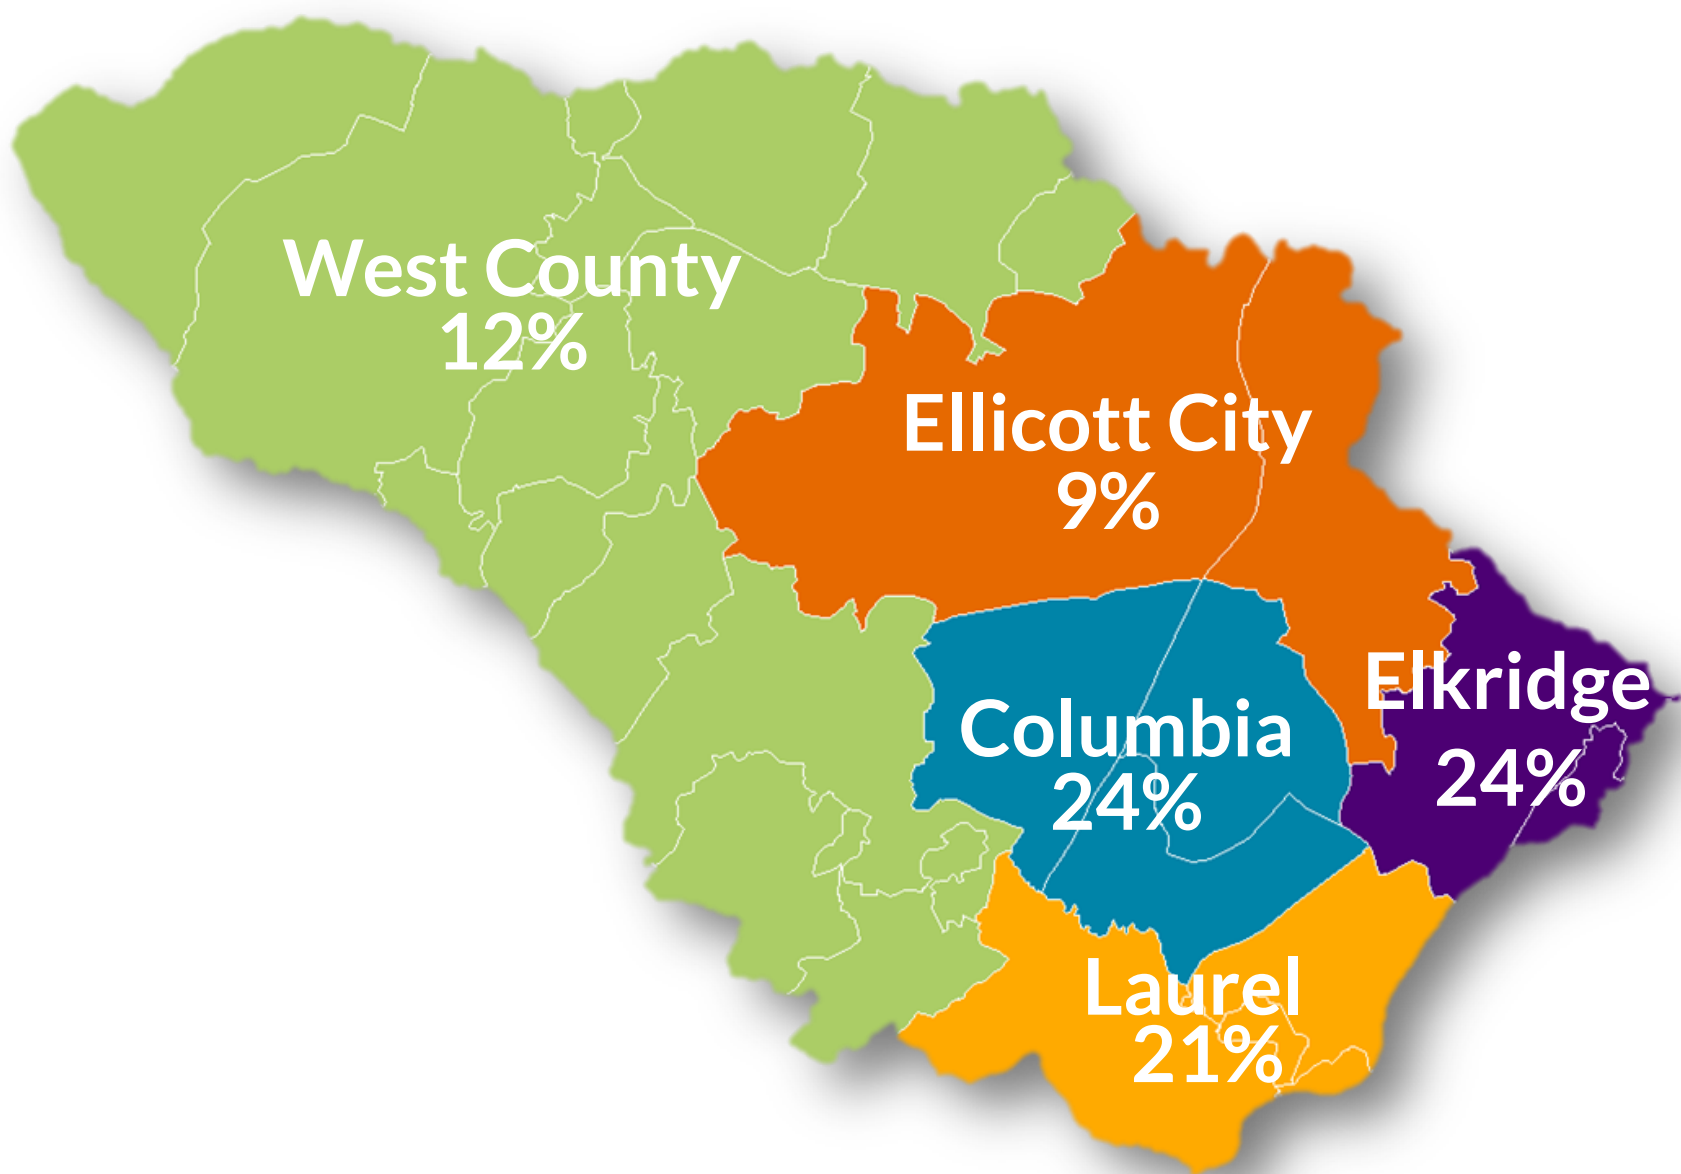 West County
12%
Ellicott City
9%
Elkridge
24%
Columbia
24%
Laurel
21%